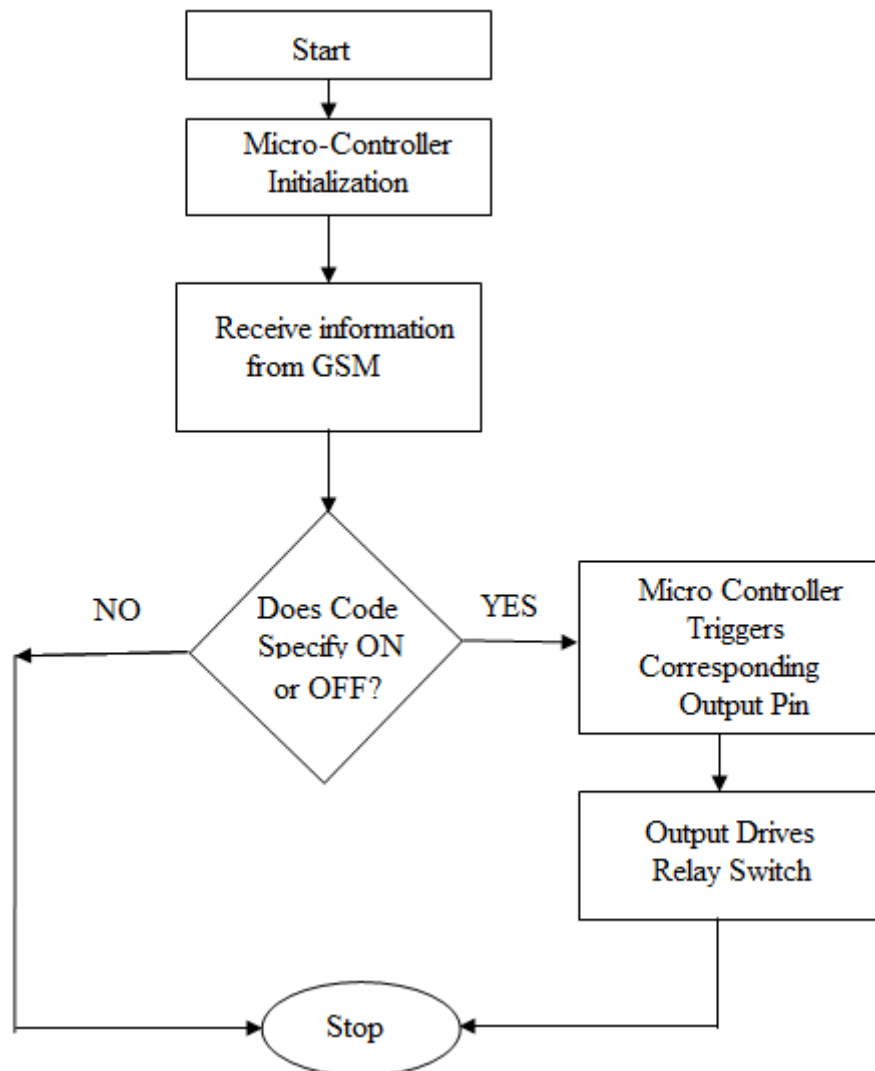 Start
Micro-Controller
Initialization
Receive information
from GSM
Does Code
Specify ON
or OFF?
NO
YES
Micro Controller
Triggers
Corresponding
Output Pin
Output Drives
Relay Switch
Stop